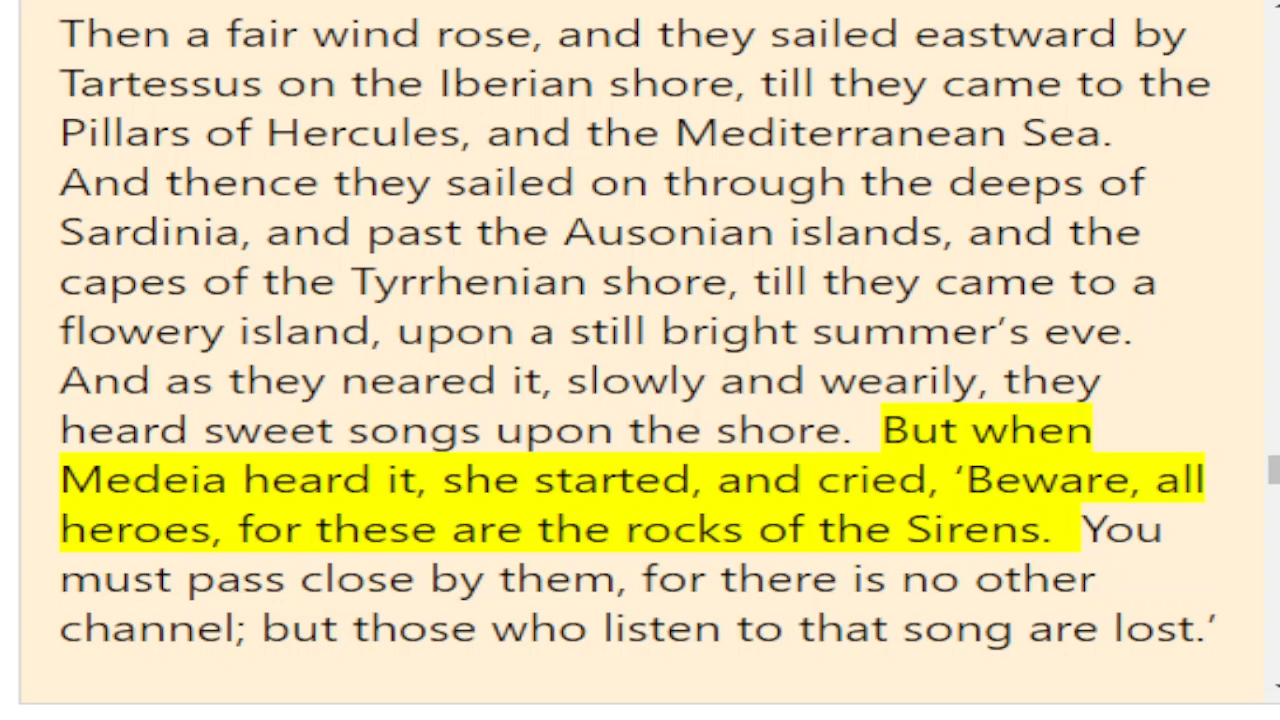 Then a fair wind rose, and they sailed eastward by
Tartessus on the Iberian shore, till they came to the
Pillars of Hercules, and the Mediterranean Sea.
And thence they sailed on through the deeps of
Sardinia, and past the Ausonian islands, and the
capes of the Tyrrhenian shore, till they came to a
flowery island, upon a still bright summer’s eve.
And as they neared it, slowly and wearily, they
heard sweet songs upon the shore.  But when
Medeia heard it, she started, and cried, ‘Beware, all
heroes, for these are the rocks of the Sirens.  You
must pass close by them, for there is no other
channel; but those who listen to that song are lost.’